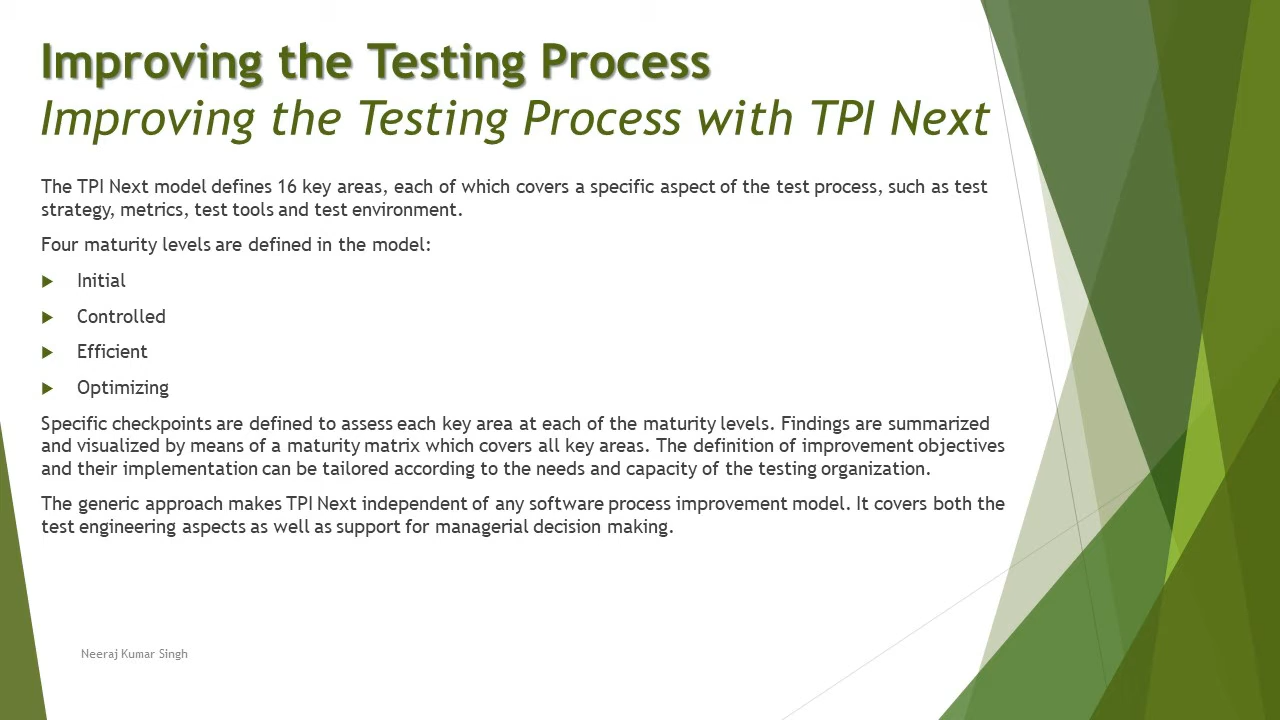 Improving the Testing Process
Improving the Testing Process with TPI Next
The TPI Next model defines 16 key areas, each of which covers a specific aspect of the test process, such as test
strategy, metrics, test tools and test environment.
Four maturity levels are defined in the model:
Initial
Controlled
Efficient
Optimizing
Specific checkpoints are defined to assess each key area at each of the maturity levels. Findings are summarized
and visualized by means of a maturity matrix which covers all key areas. The definition of improvement objectives
and their implementation can be tailored according to the needs and capacity of the testing organization.
The generic approach makes TPI Next independent of any software process improvement model. It covers both the
test engineering aspects as well as support for managerial decision making.
Neeraj Kumar Singh